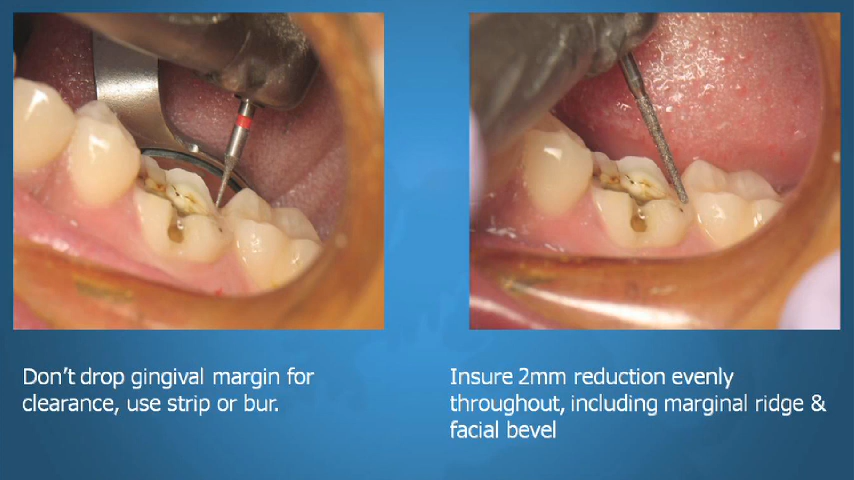 Don't drop gingival margin for
clearance, use strip or bur.
Insure 2mm reduction evenly
throughout, including marginal ridge &
facial bevel